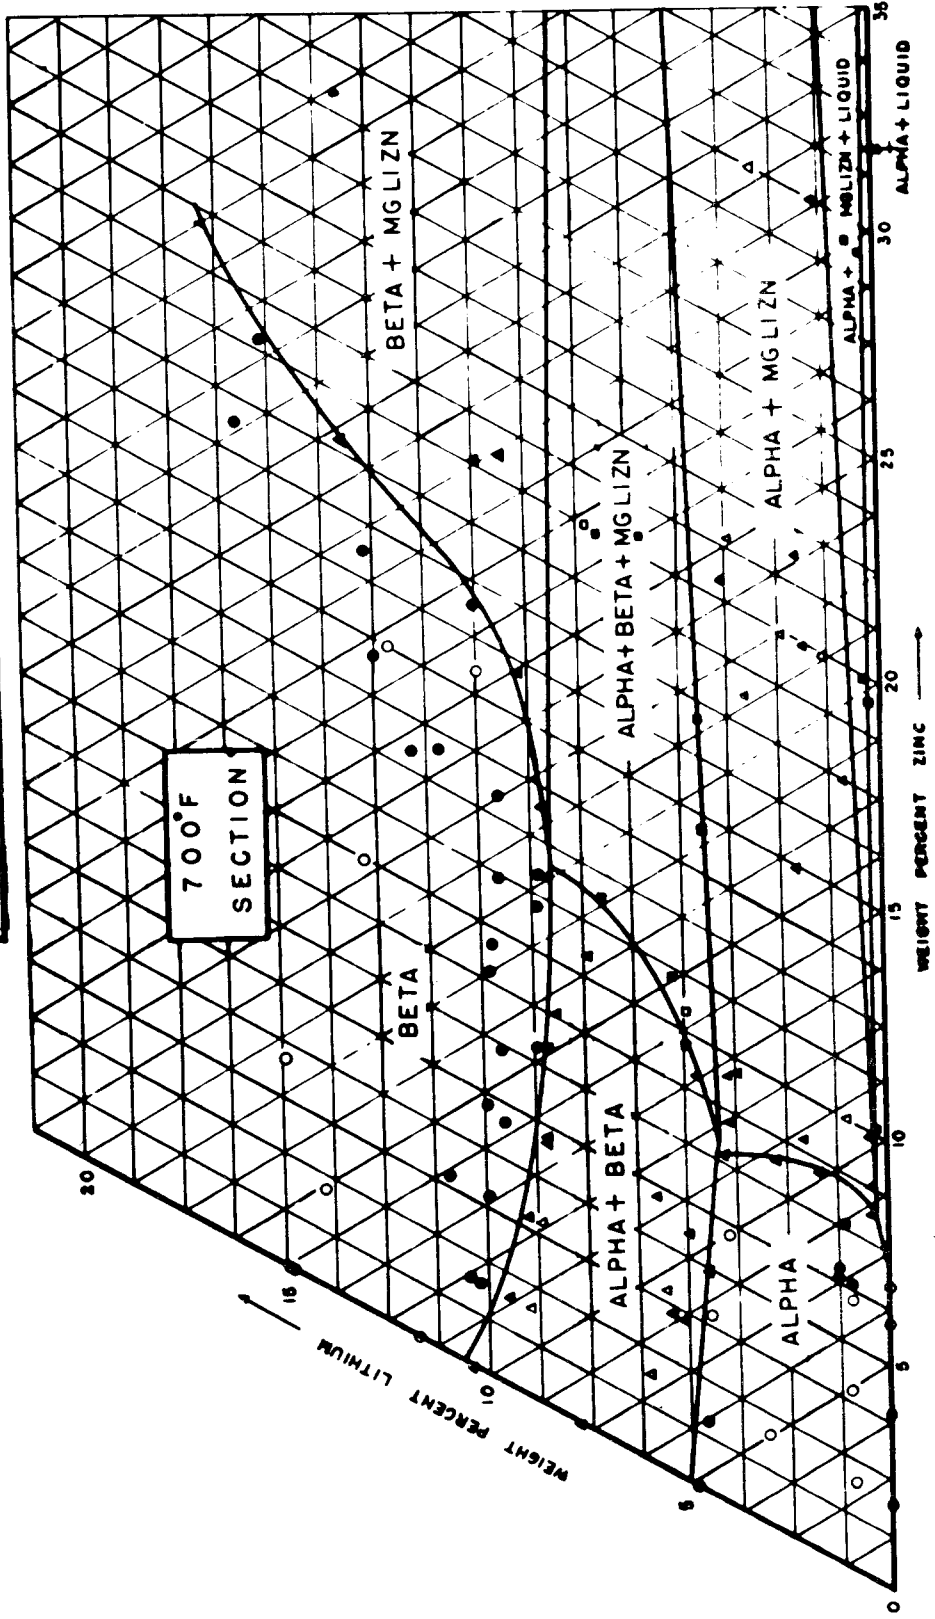 700°F
SECTION
BETA
BETA + MGLIZN
ALPHA + BETA
ALPHA+BETA+MGLIZN
ALPHA
ALPHA + MGLIZN
ALPHA + MGLIZN + LIQUID
ALPHA + LIQUID
WEIGHT PERCENT LITHIUM
20
15
10
5
0
5
10
15
20
25
30
35
WEIGHT PERCENT ZINC